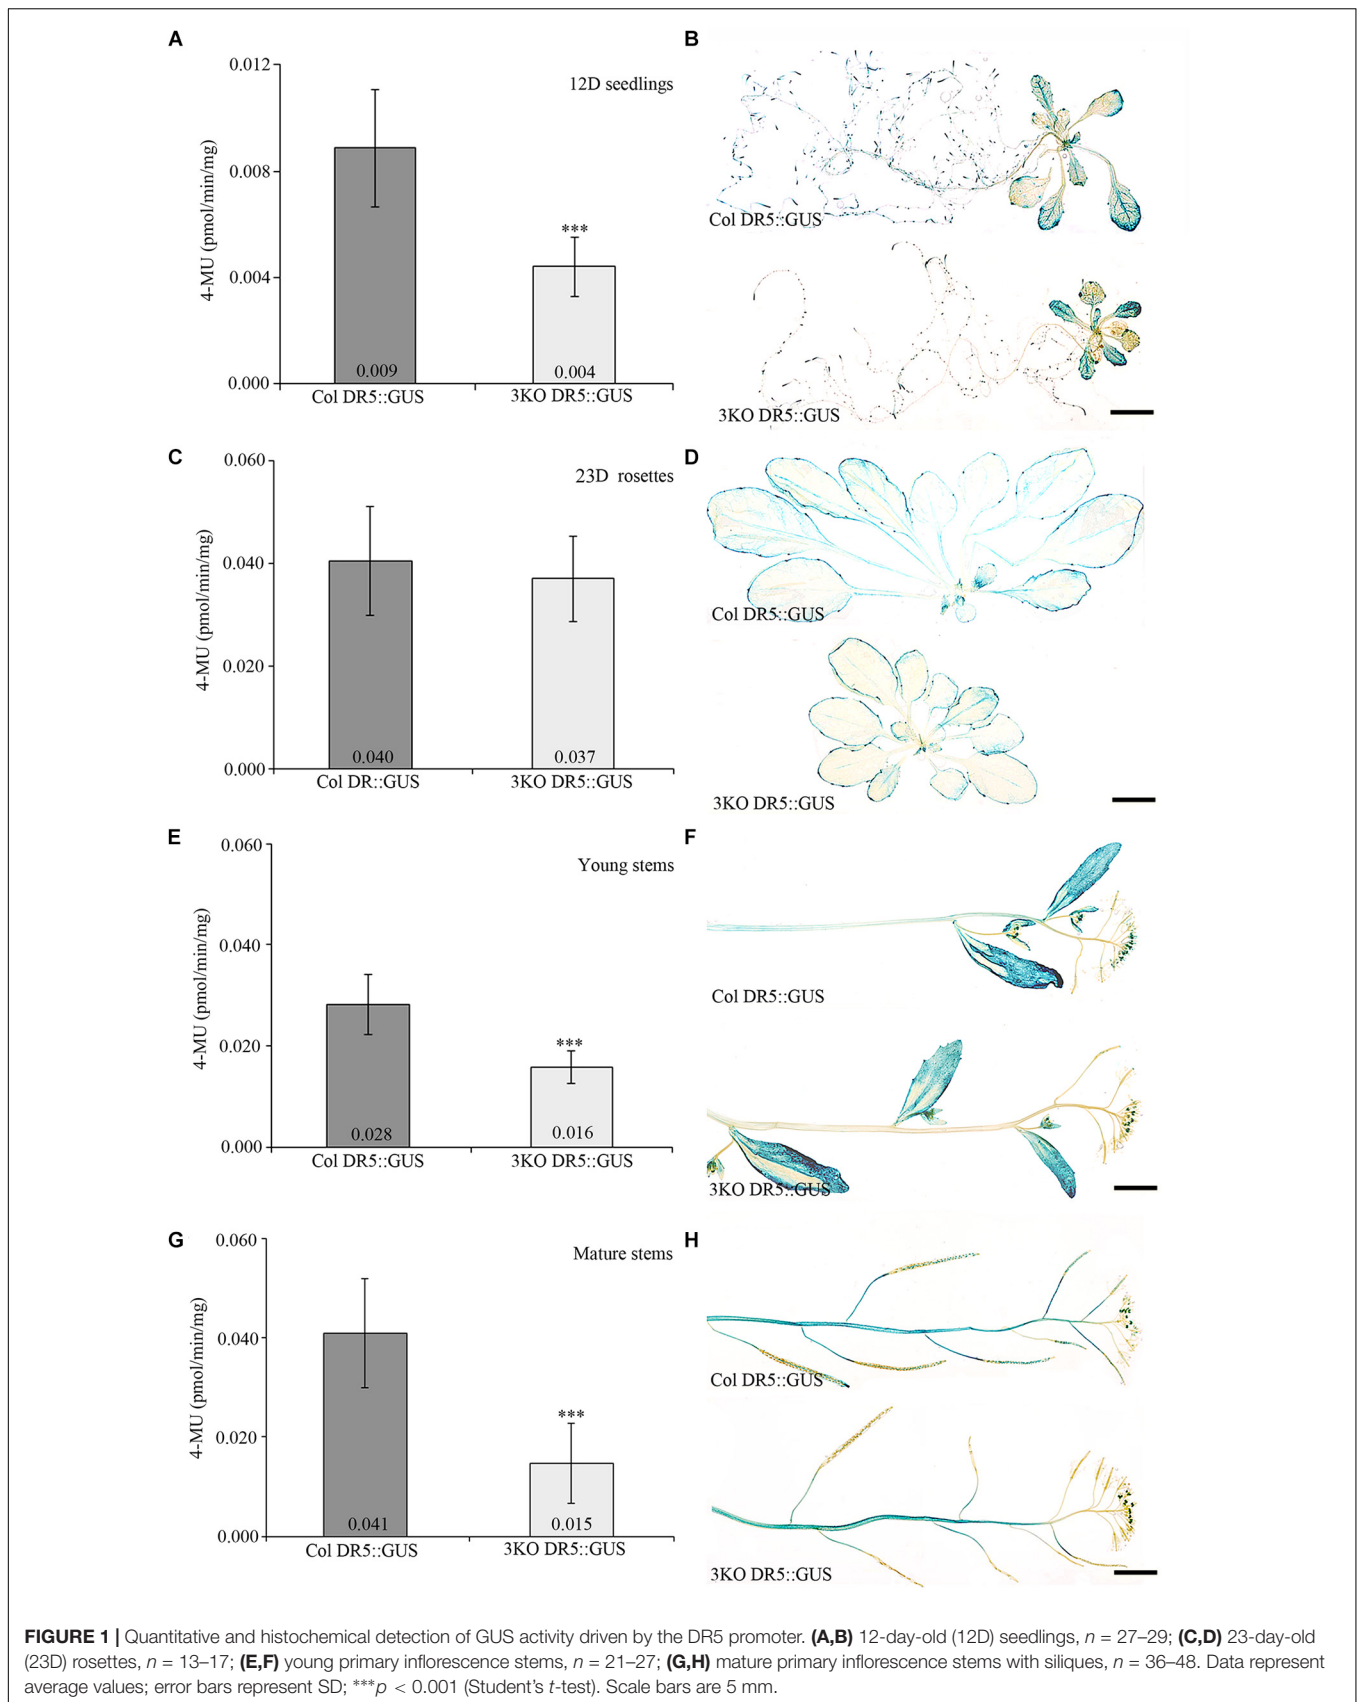 A
0.012
0.008
0.004
0.000
4-MU (pmol/min/mg)
12D seedlings
***
0.009
0.004
Col DR5::GUS
3KO DR5::GUS
B
Col DR5::GUS
3KO DR5::GUS
C
0.060
0.040
0.020
0.000
4-MU (pmol/min/mg)
23D rosettes
0.040
0.037
Col DR::GUS
3KO DR5::GUS
D
Col DR5::GUS
3KO DR5::GUS
E
0.060
0.040
0.020
0.000
4-MU (pmol/min/mg)
Young stems
***
0.028
0.016
Col DR5::GUS
3KO DR5::GUS
F
Col DR5::GUS
3KO DR5::GUS
G
0.060
0.040
0.020
0.000
4-MU (pmol/min/mg)
Mature stems
***
0.041
0.015
Col DR5::GUS
3KO DR5::GUS
H
Col DR5::GUS
3KO DR5::GUS
FIGURE 1 | Quantitative and histochemical detection of GUS activity driven by the DR5 promoter. (A,B) 12-day-old (12D) seedlings, n = 27–29; (C,D) 23-day-old
(23D) rosettes, n = 13–17; (E,F) young primary inflorescence stems, n = 21–27; (G,H) mature primary inflorescence stems with siliques, n = 36–48. Data represent
average values; error bars represent SD; ***p < 0.001 (Student's t-test). Scale bars are 5 mm.